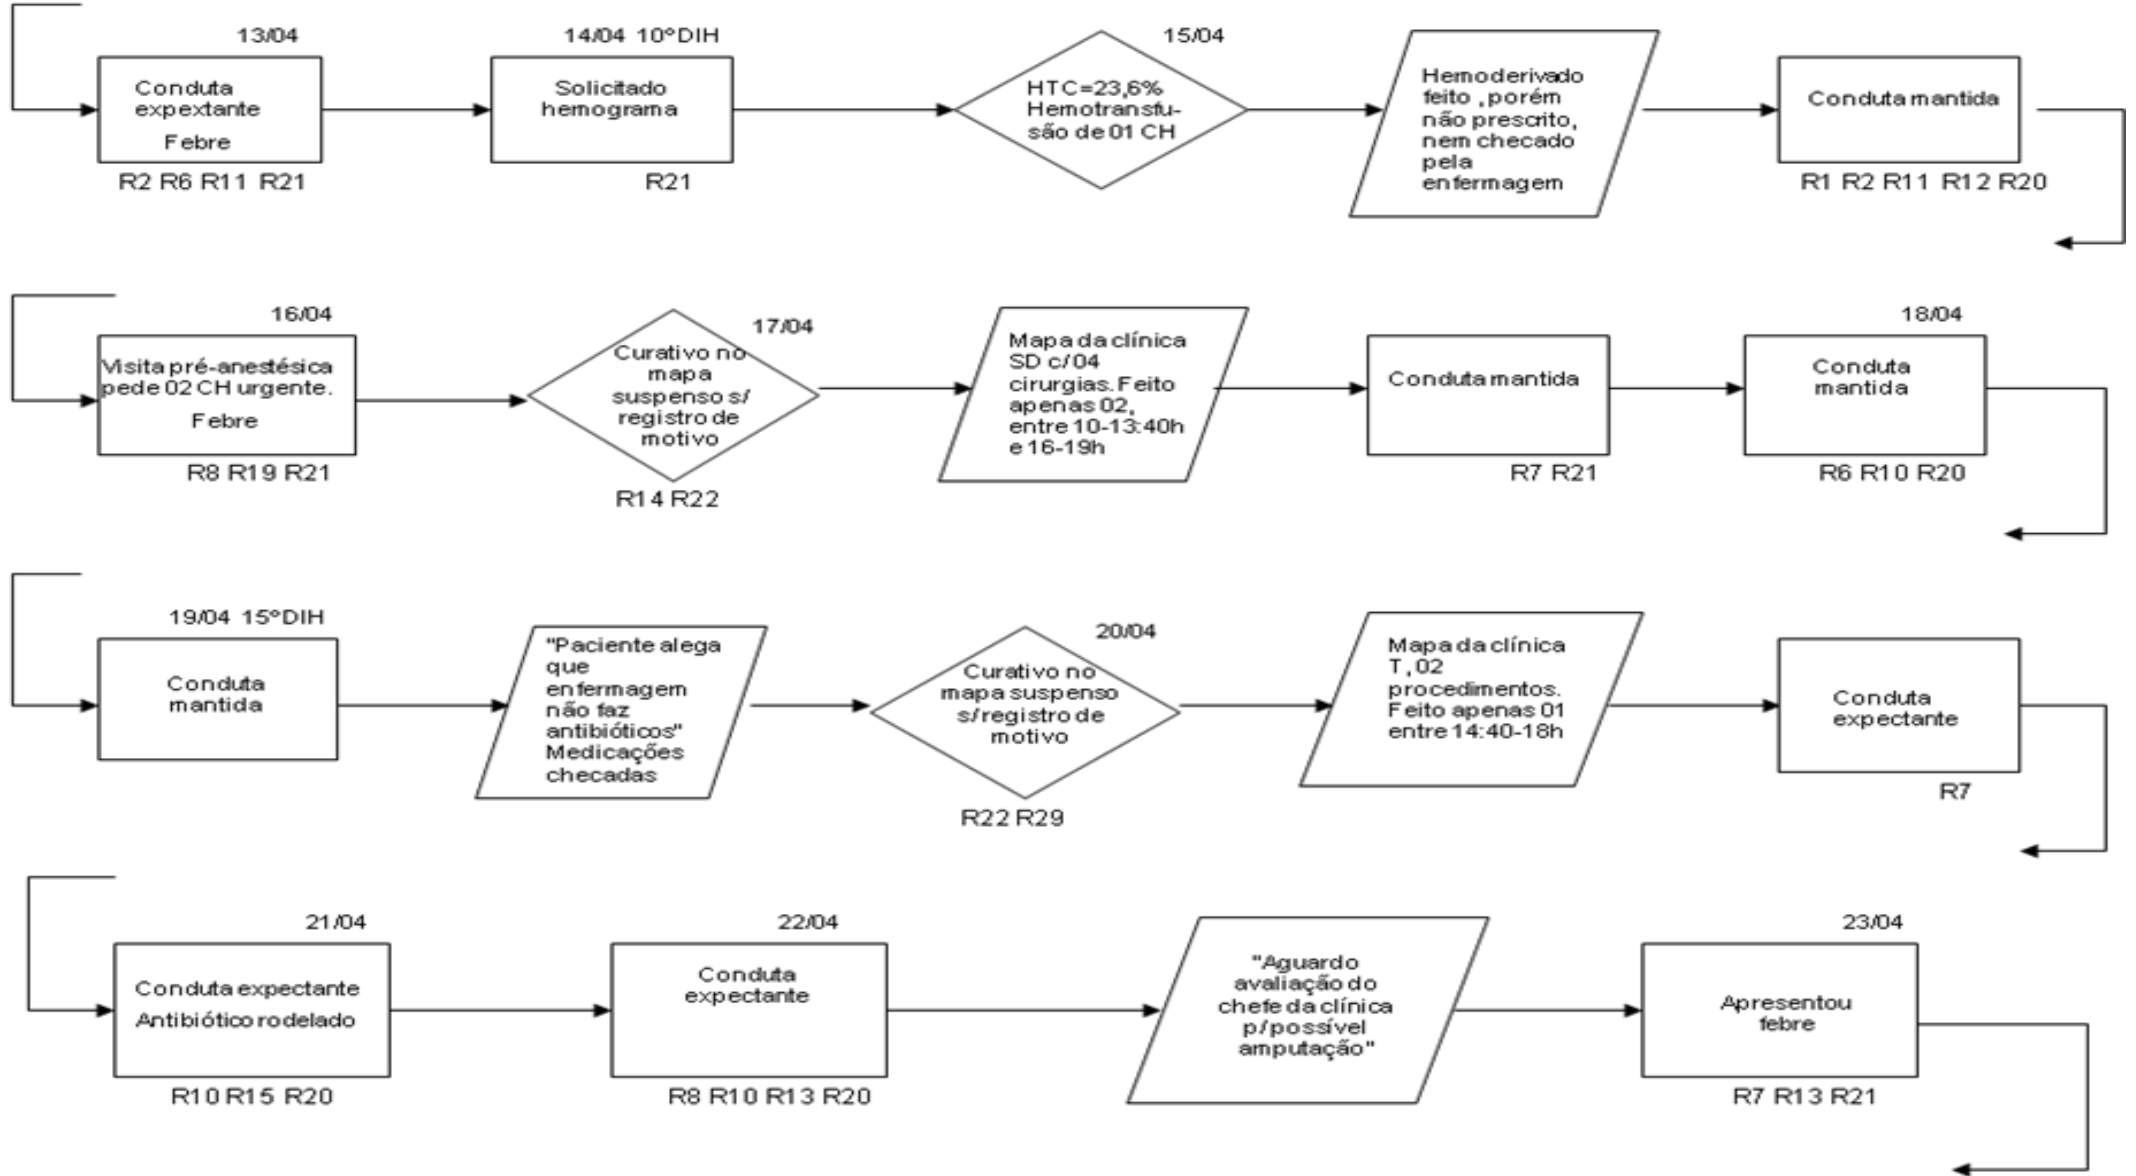 13/04
Conduta
expextante
Febre
R2 R6 R11 R21
14/04 10ºDIH
Solicitado
hemograma
R21
15/04
HTC=23,6%
Hemotransfu-
são de 01 CH
Hemoderivado
feito , porém
não prescrito,
nem checado
pela
enfermagem
Conduta mantida
R1 R2 R11 R12 R20
16/04
Visita pré-anestésica
pede 02 CH urgente.
Febre
R8 R19 R21
17/04
Curativo no
mapa
suspenso s/
registro de
motivo
R14 R22
Mapa da clínica
SD c/ 04
cirurgias. Feito
apenas 02,
entre 10-13:40h
e 16-19h
Conduta mantida
R7 R21
18/04
Conduta
mantida
R6 R10 R20
19/04 15ºDIH
Conduta
mantida
"Paciente alega
que
enfermagem
não faz
antibióticos"
Medicações
checadas
20/04
Curativo no
mapa suspenso
s/registro de
motivo
R22 R29
Mapa da clínica
T, 02
procedimentos.
Feito apenas 01
entre 14:40-18h
Conduta
expectante
R7
21/04
Conduta expectante
Antibiótico rodelado
R10 R15 R20
22/04
Conduta
expectante
R8 R10 R13 R20
"Aguardo
avaliação do
chefe da clínica
p/possível
amputação"
23/04
Apresentou
febre
R7 R13 R21